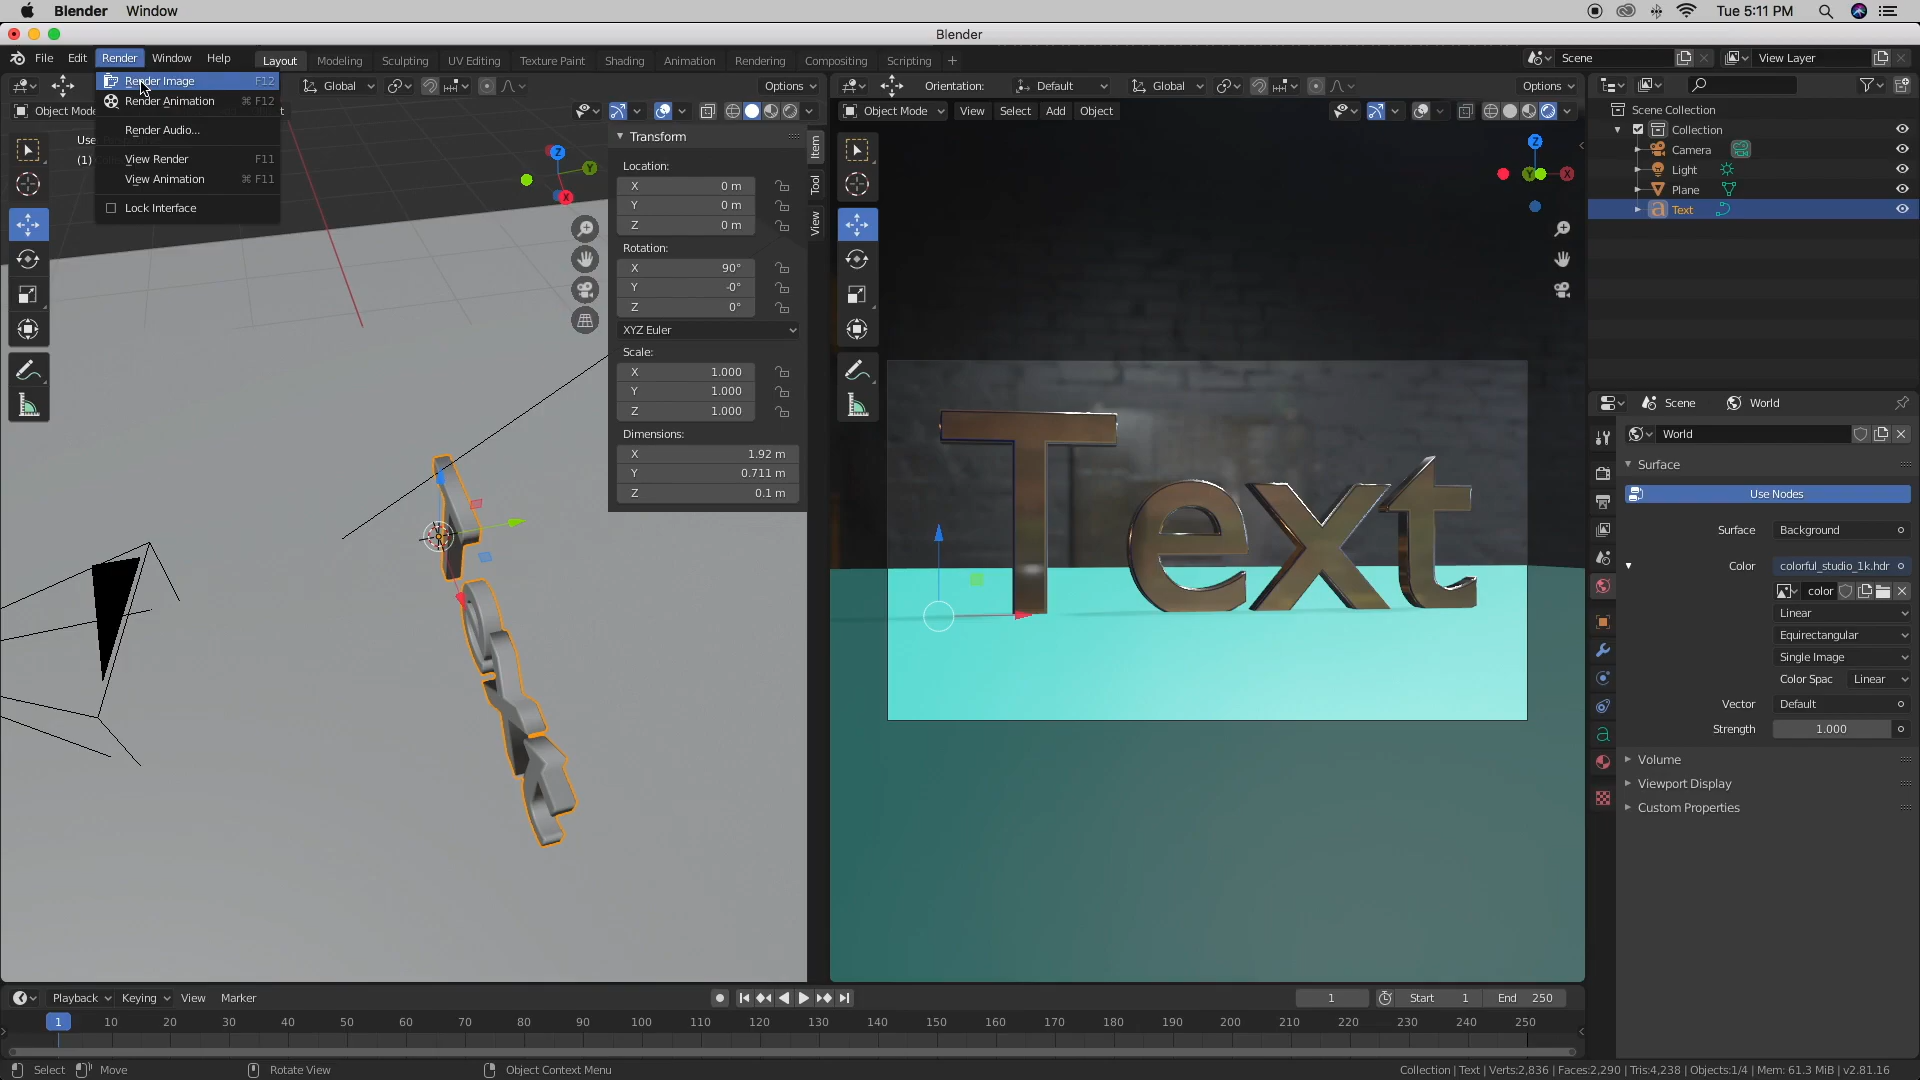 Blender Window Tue 5:11 PM
Blender
File Edit Render Window Help Layout Modeling Sculpting UV Editing Texture Paint Shading Animation Rendering Compositing Scripting + Scene View Layer
Render Image F12
Render Animation ⌘ F12
Render Audio...
View Render F11
View Animation ⌘ F11
Lock Interface
Global Options
Object Mode
(1)
Transform
Location:
X 0 m
Y 0 m
Z 0 m
Rotation:
X 90°
Y -0°
Z 0°
XYZ Euler
Scale:
X 1.000
Y 1.000
Z 1.000
Dimensions:
X 1.92 m
Y 0.711 m
Z 0.1 m
Item
Tool
View
Z
Y
X
Orientation: Default Global Options
Object Mode View Select Add Object
Z
Y
X
Text
Scene Collection
Collection
Camera
Light
Plane
Text
Scene World
World
Surface
Use Nodes
Surface Background
Color colorful_studio_1k.hdr
color
Linear
Equirectangular
Single Image
Color Spac Linear
Vector Default
Strength 1.000
Volume
Viewport Display
Custom Properties
Playback Keying View Marker 1 Start 1 End 250
1 10 20 30 40 50 60 70 80 90 100 110 120 130 140 150 160 170 180 190 200 210 220 230 240 250
Select Move Rotate View Object Context Menu Collection | Text | Verts:2,836 | Faces:2,290 | Tris:4,238 | Objects:1/4 | Mem: 61.3 MiB | v2.81.16